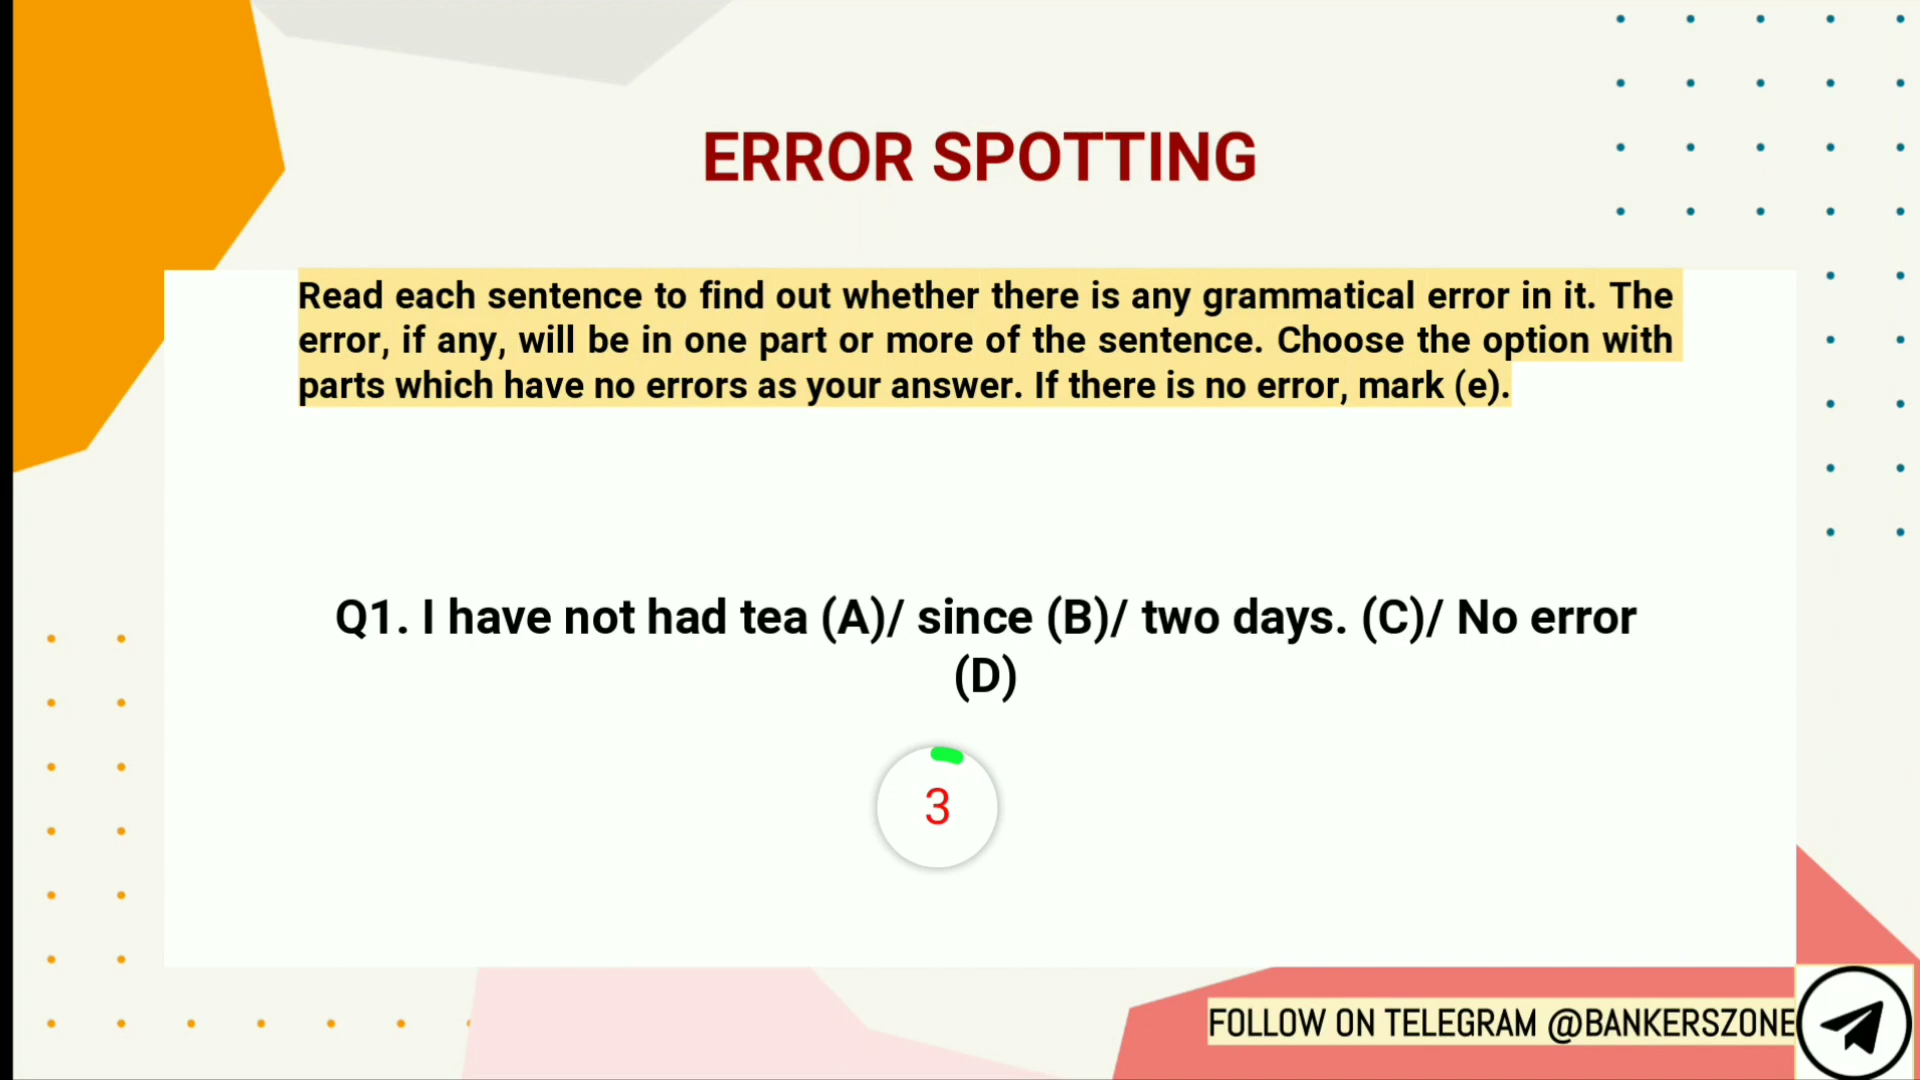 ERROR SPOTTING
Read each sentence to find out whether there is any grammatical error in it. The
error, if any, will be in one part or more of the sentence. Choose the option with
parts which have no errors as your answer. If there is no error, mark (e).
Q1. I have not had tea (A)/ since (B)/ two days. (C)/ No error
(D)
3
FOLLOW ON TELEGRAM @BANKERSZONE